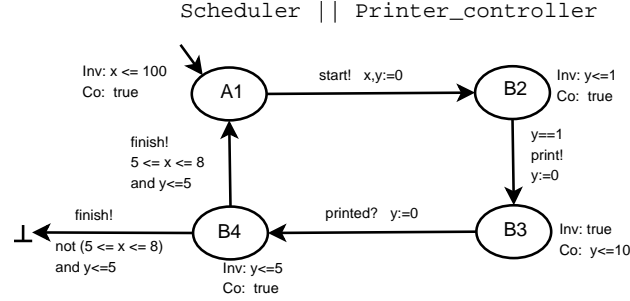 Scheduler || Printer_controller
Inv: x <= 100
Co: true
A1
start! x,y:=0
B2
Inv: y<=1
Co: true
finish!
5 <= x <= 8
and y<=5
y==1
print!
y:=0
finish!
⊥
not (5 <= x <= 8)
and y<=5
B4
Inv: y<=5
Co: true
printed? y:=0
B3
Inv: true
Co: y<=10